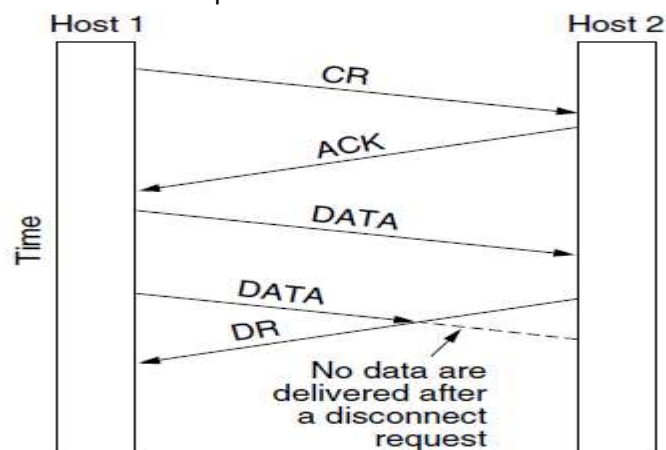 Host 1
Host 2
CR
ACK
DATA
Time
DATA
DR
No data are
delivered after
a disconnect
request